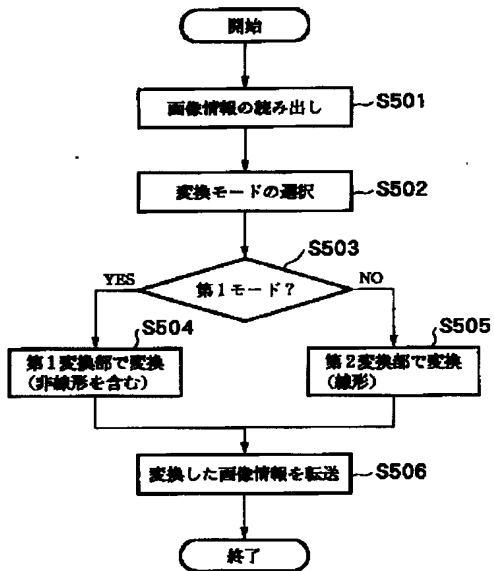 開始
画像情報の読み出し
S501
変換モードの選択
S502
S503
第1モード?
YES
NO
S504
第1変換部で変換
(非線形を含む)
S505
第2変換部で変換
(線形)
変換した画像情報を転送
S506
終了